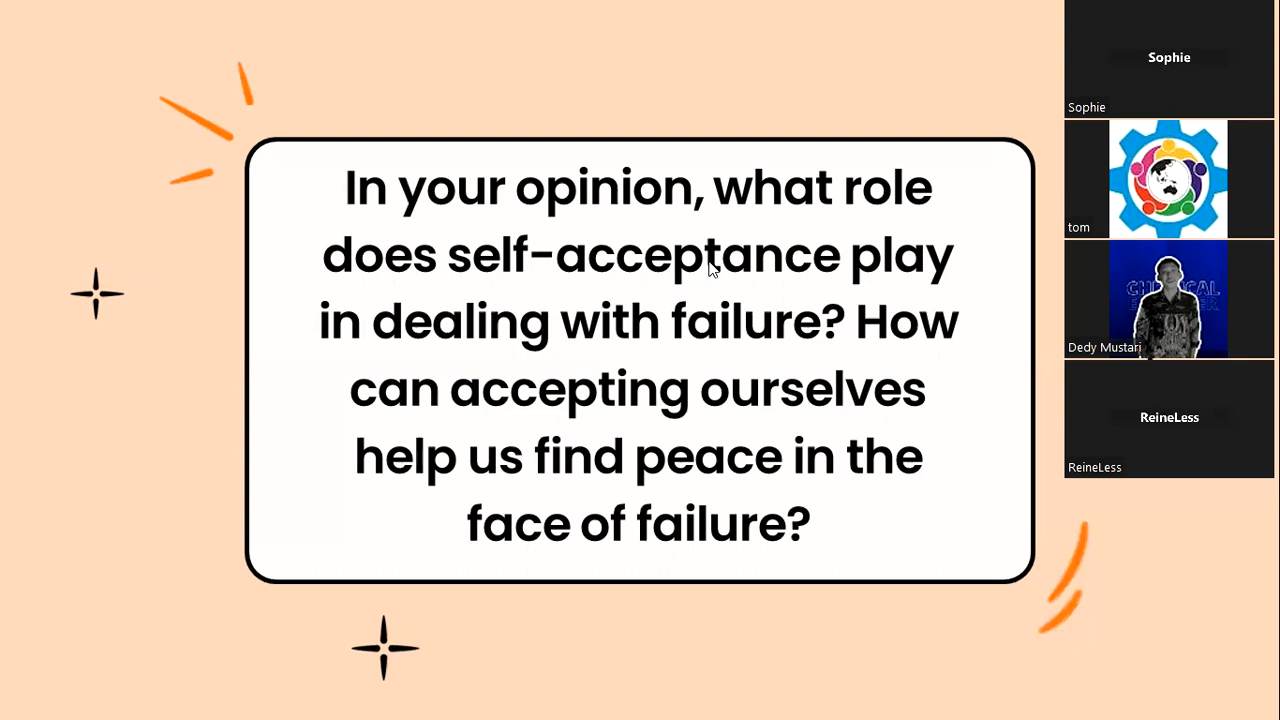 In your opinion, what role
does self-acceptance play
in dealing with failure? How
can accepting ourselves
help us find peace in the
face of failure?
Sophie
Sophie
tom
CHEMICAL
Dedy Mustari
ReineLess
ReineLess